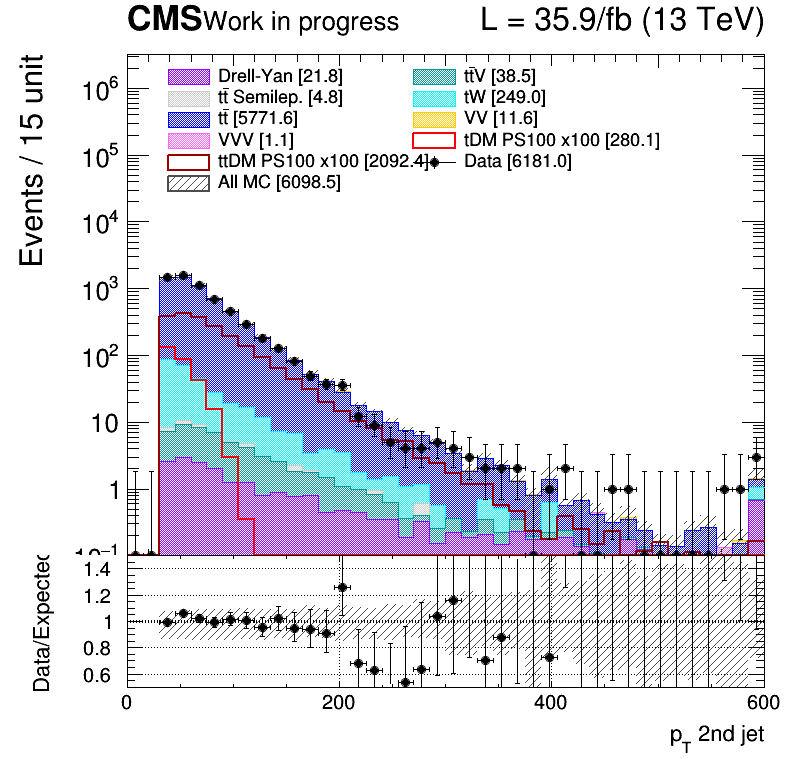 CMS Work in progress L = 35.9/fb (13 TeV)
Events / 15 unit
Drell-Yan [21.8] tt̄V [38.5]
tt̄ Semilep. [4.8] tW [249.0]
tt̄ [5771.6] VV [11.6]
VVV [1.1] tDM PS100 x100 [280.1]
ttDM PS100 x100 [2092.4] Data [6181.0]
All MC [6098.5]
10⁶
10⁵
10⁴
10³
10²
10
1
10⁻¹
Data/Expected
1.4
1.2
1
0.8
0.6
0 200 400 600
p_T 2nd jet